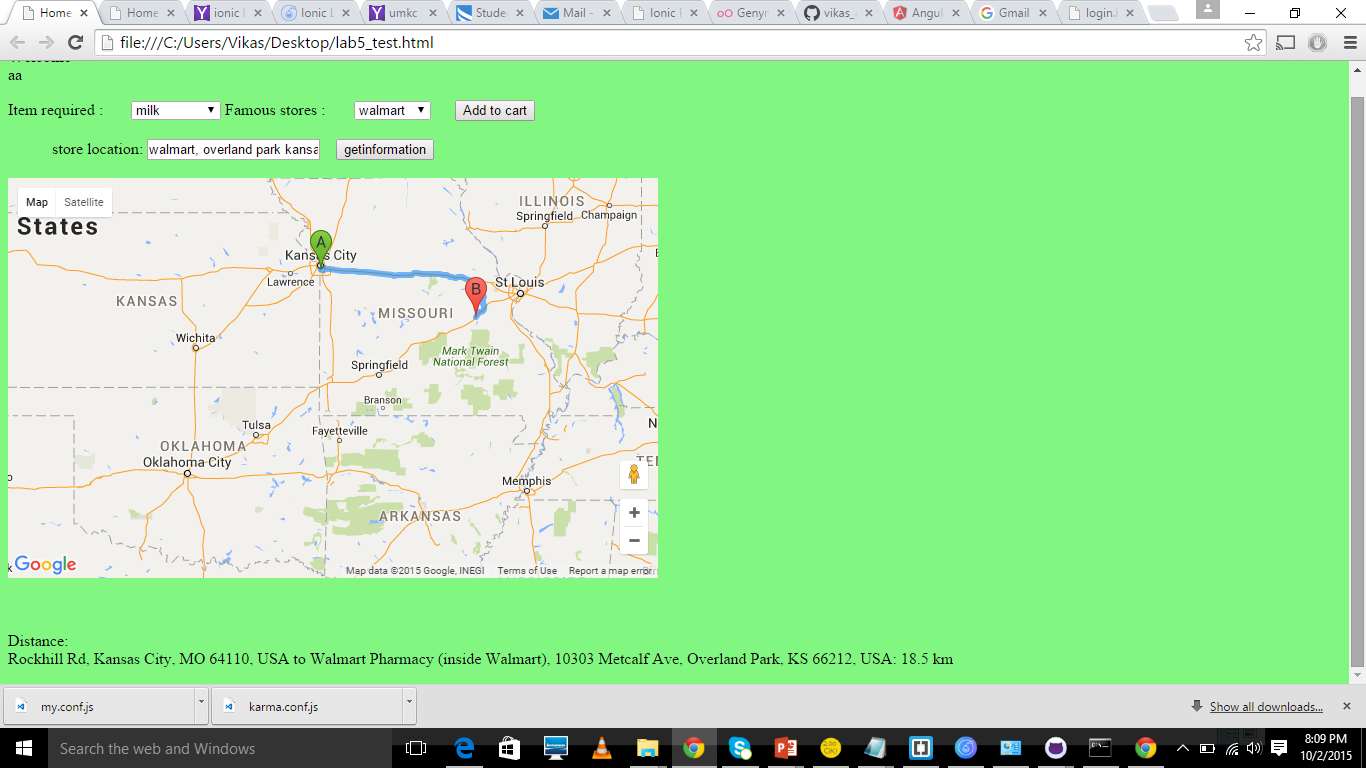 Home
Home
ionic
Ionic L
umkc
Stude
Mail -
Ionic
Genym
vikas_
Angul
Gmail
login.
file:///C:/Users/Vikas/Desktop/lab5_test.html
aa
Item required : milk Famous stores : walmart Add to cart
store location: walmart, overland park kansa getinformation
Map Satellite
States
ILLINOIS
Springfield Champaign
A
Kansas City
Lawrence
B
St Louis
KANSAS
MISSOURI
Wichita
Mark Twain
National Forest
Springfield
Branson
Tulsa
Fayetteville
OKLAHOMA
Oklahoma City
TEN
Memphis
ARKANSAS
Google
Map data ©2015 Google, INEGI Terms of Use Report a map error
Distance:
Rockhill Rd, Kansas City, MO 64110, USA to Walmart Pharmacy (inside Walmart), 10303 Metcalf Ave, Overland Park, KS 66212, USA: 18.5 km
my.conf.js
karma.conf.js
Show all downloads...
Search the web and Windows
8:09 PM
10/2/2015